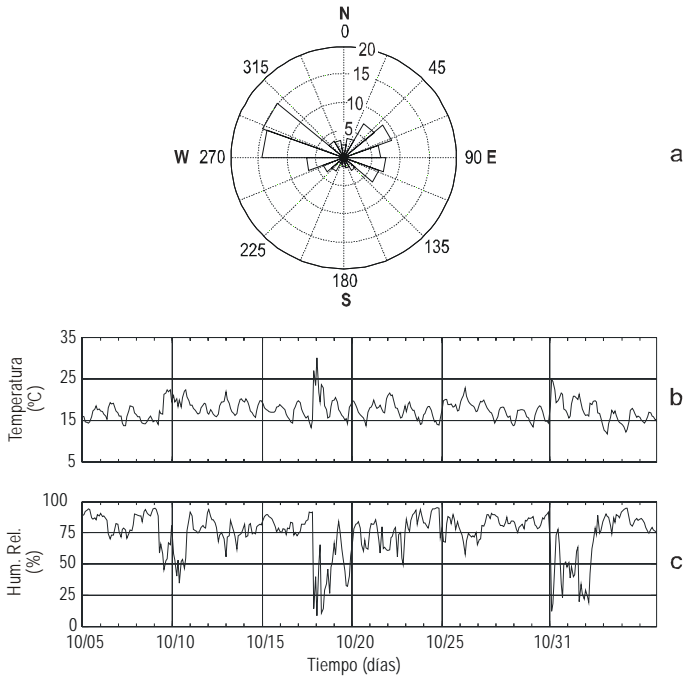 N
0
20
315
45
15
10
5
W 270
90 E
a
225
135
180
S
35
25
15
5
Temperatura
(ºC)
b
100
75
50
25
0
Hum. Rel.
(%)
c
10/05
10/10
10/15
10/20
10/25
10/31
Tiempo (días)